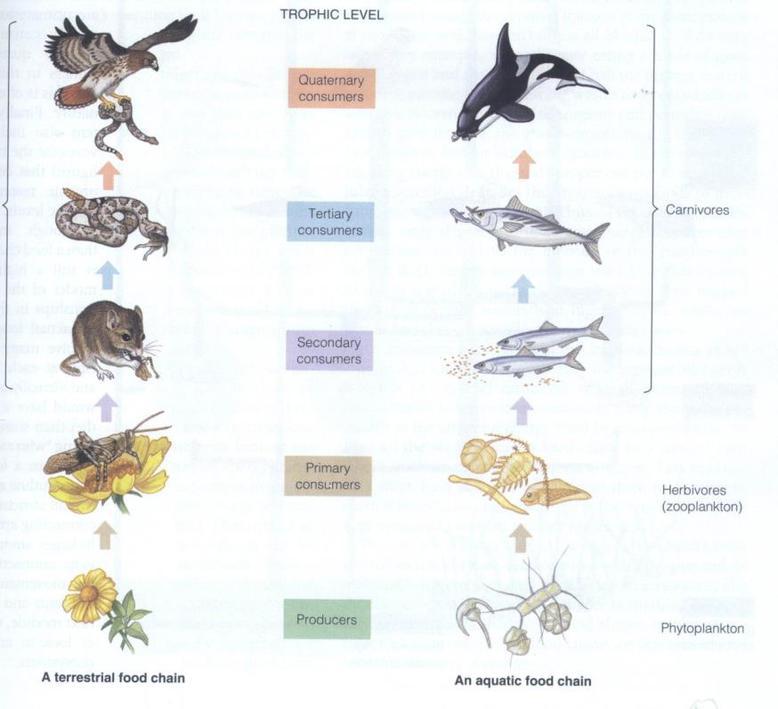 TROPHIC LEVEL
Quaternary
consumers
Tertiary
consumers
Carnivores
Secondary
consumers
Primary
consumers
Herbivores
(zooplankton)
Producers
Phytoplankton
A terrestrial food chain
An aquatic food chain